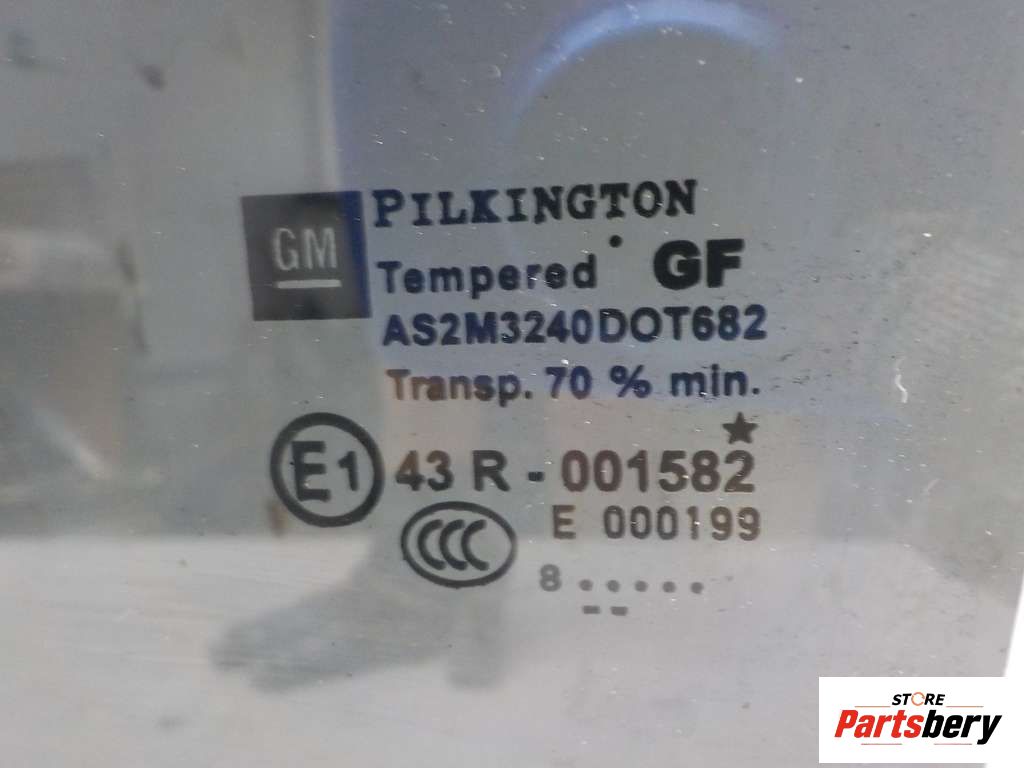 GM
PILKINGTON
Tempered GF
AS2M3240DOT682
Transp. 70 % min.
E1 43 R - 001582
CCC E 000199
8 .....
--
STORE
Partsbery